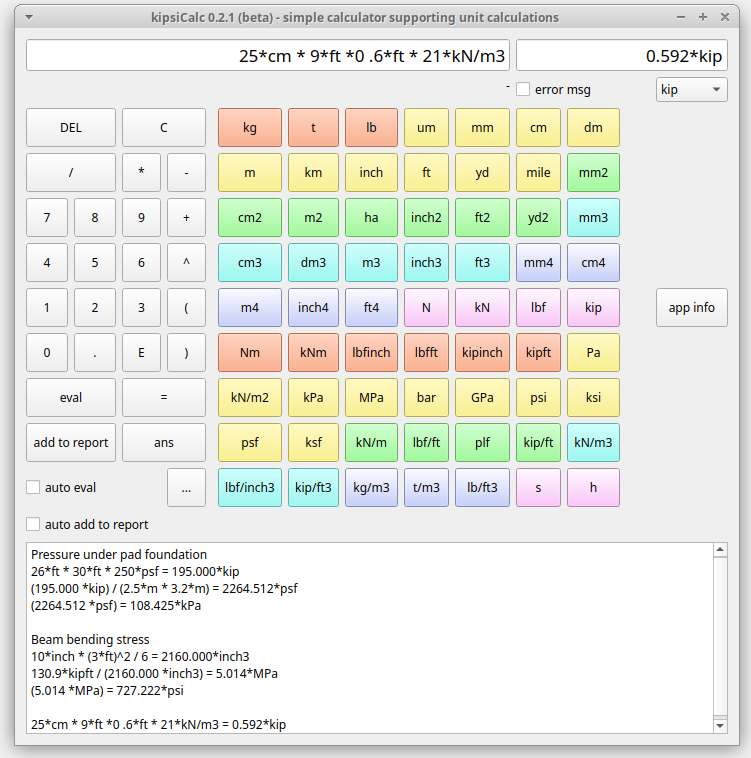 kipsiCalc 0.2.1 (beta) - simple calculator supporting unit calculations
25*cm * 9*ft *0 .6*ft * 21*kN/m3 0.592*kip
- error msg kip
DEL C kg t lb um mm cm dm
/ * - m km inch ft yd mile mm2
7 8 9 + cm2 m2 ha inch2 ft2 yd2 mm3
4 5 6 ^ cm3 dm3 m3 inch3 ft3 mm4 cm4
1 2 3 ( m4 inch4 ft4 N kN lbf kip app info
0 . E ) Nm kNm lbfinch lbfft kipinch kipft Pa
eval = kN/m2 kPa MPa bar GPa psi ksi
add to report ans psf ksf kN/m lbf/ft plf kip/ft kN/m3
auto eval ... lbf/inch3 kip/ft3 kg/m3 t/m3 lb/ft3 s h
auto add to report
Pressure under pad foundation
26*ft * 30*ft * 250*psf = 195.000*kip
(195.000 *kip) / (2.5*m * 3.2*m) = 2264.512*psf
(2264.512 *psf) = 108.425*kPa
Beam bending stress
10*inch * (3*ft)^2 / 6 = 2160.000*inch3
130.9*kipft / (2160.000 *inch3) = 5.014*MPa
(5.014 *MPa) = 727.222*psi
25*cm * 9*ft *0 .6*ft * 21*kN/m3 = 0.592*kip